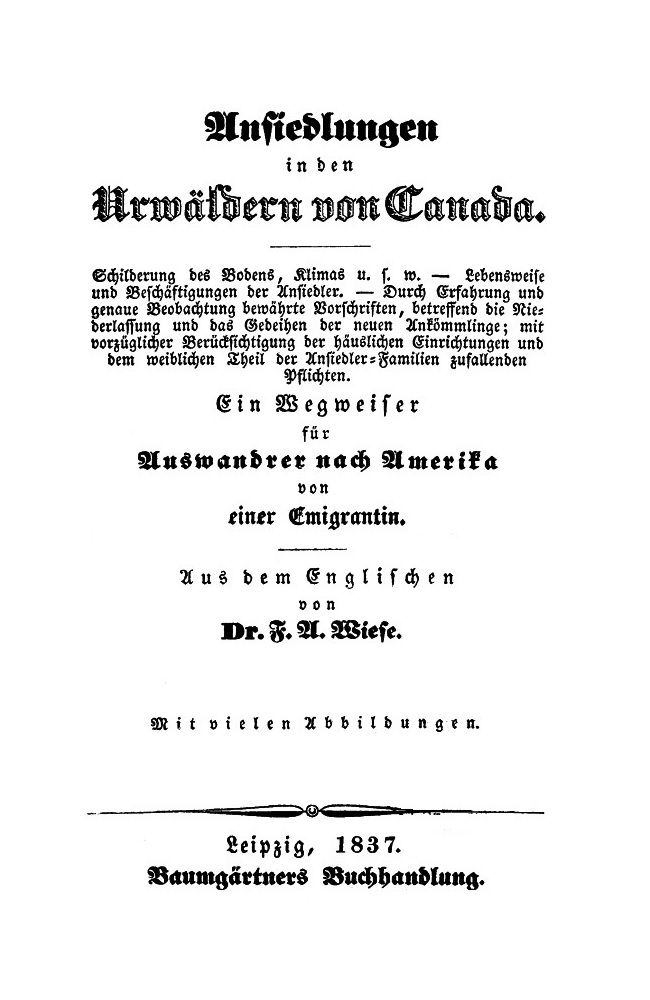 Ansiedlungen
in den
Urwäldern von Canada.
Schilderung des Bodens, Klimas u. s. w. — Lebensweise
und Beschäftigungen der Ansiedler. — Durch Erfahrung und
genaue Beobachtung bewährte Vorschriften, betreffend die Nie-
derlassung und das Gedeihen der neuen Ankömmlinge; mit
vorzüglicher Berücksichtigung der häuslichen Einrichtungen und
dem weiblichen Theil der Ansiedler-Familien zufallenden
Pflichten.
Ein Wegweiser
für
Auswandrer nach Amerika
von
einer Emigrantin.
Aus dem Englischen
von
Dr. F. A. Wiese.
Mit vielen Abbildungen.
Leipzig, 1837.
Baumgärtners Buchhandlung.